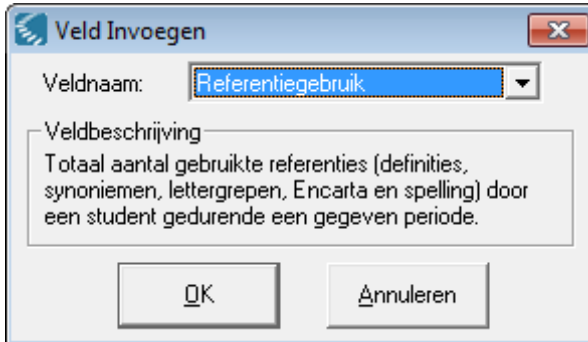 Veld Invoegen
Veldnaam: Referentiegebruik
Veldbeschrijving
Totaal aantal gebruikte referenties (definities,
synoniemen, lettergrepen, Encarta en spelling) door
een student gedurende een gegeven periode.
OK Annuleren